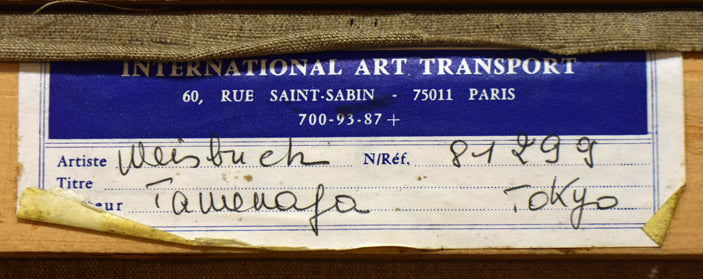 INTERNATIONAL ART TRANSPORT
60, RUE SAINT-SABIN - 75011 PARIS
700-93-87 +
Artiste Weisbuch N/Réf. 81299
Titre
eur Tamenaga Tokyo